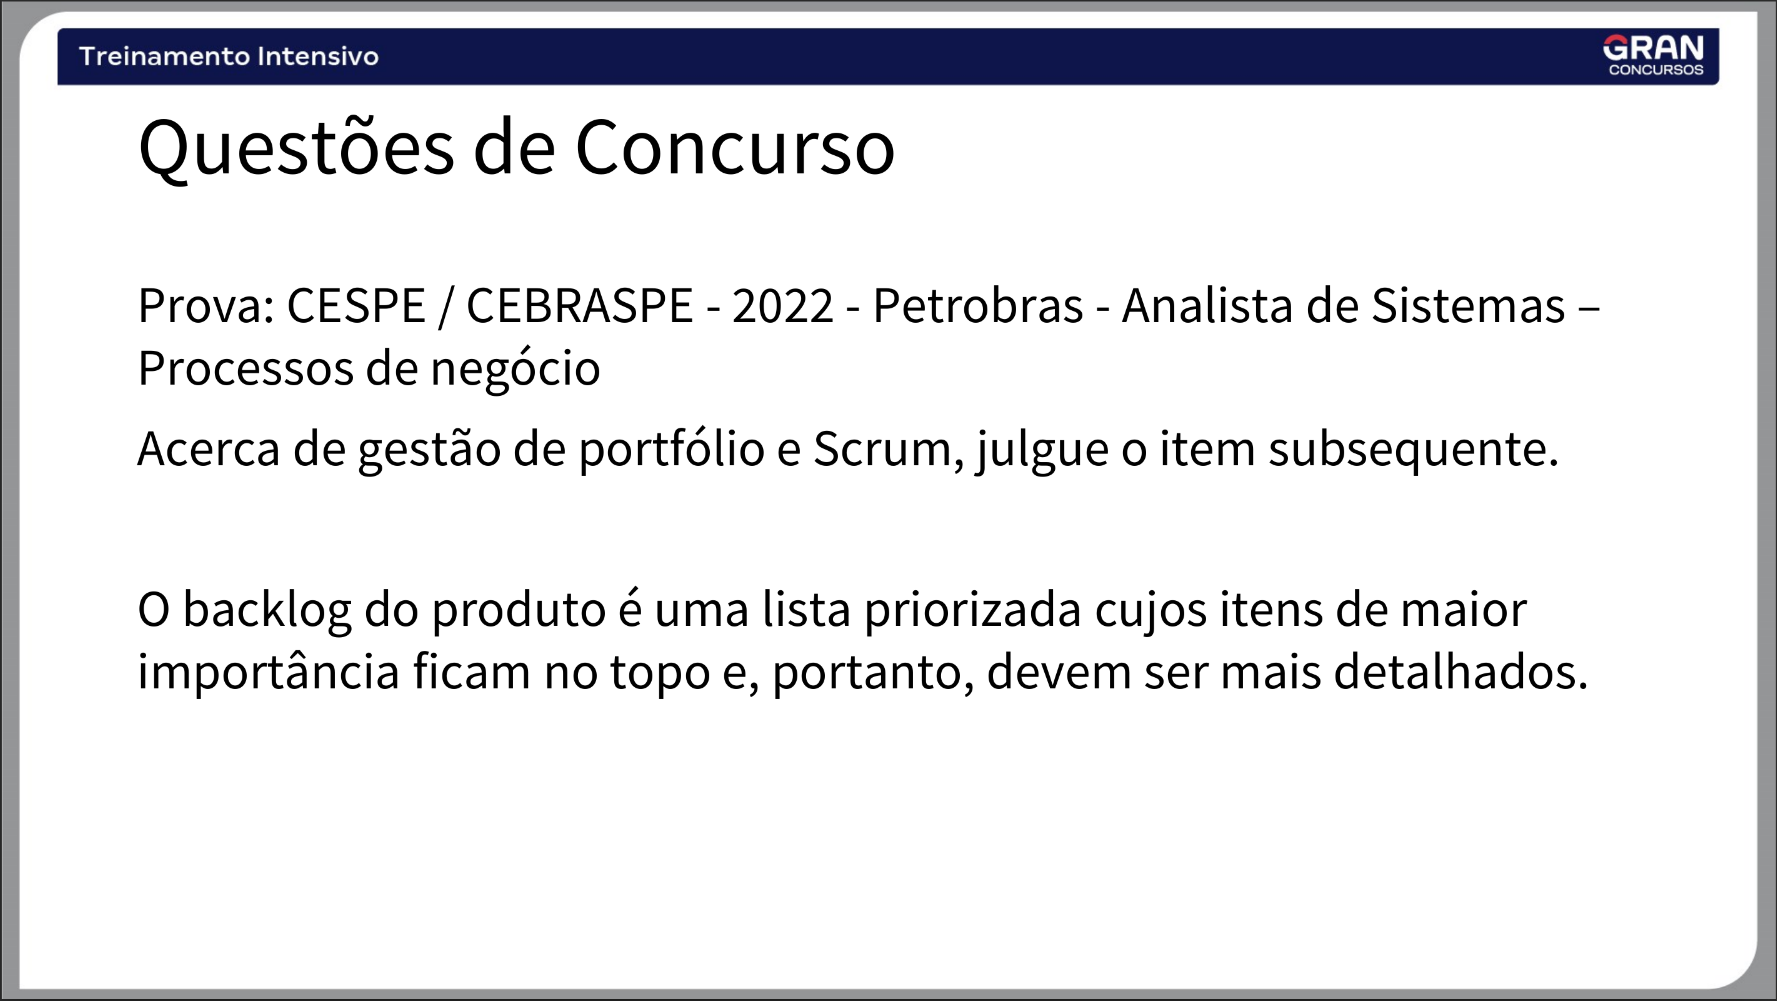 Treinamento Intensivo
GRAN
CONCURSOS
Questões de Concurso
Prova: CESPE / CEBRASPE - 2022 - Petrobras - Analista de Sistemas –
Processos de negócio
Acerca de gestão de portfólio e Scrum, julgue o item subsequente.
O backlog do produto é uma lista priorizada cujos itens de maior
importância ficam no topo e, portanto, devem ser mais detalhados.